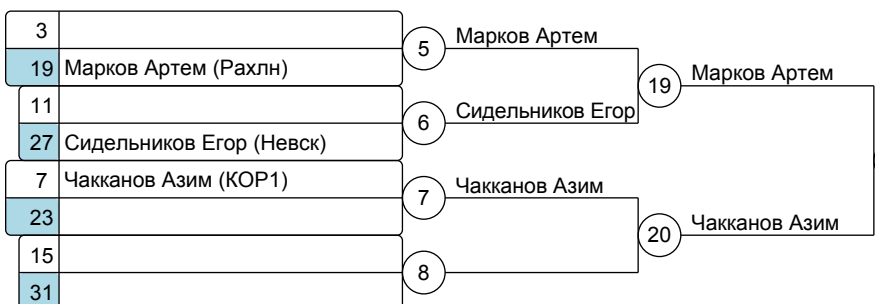 3
19 Марков Артем (Рахлн)
11
27 Сидельников Егор (Невск)
7 Чакканов Азим (КОР1)
23
15
31
5 Марков Артем
6 Сидельников Егор
7 Чакканов Азим
8
19 Марков Артем
20 Чакканов Азим